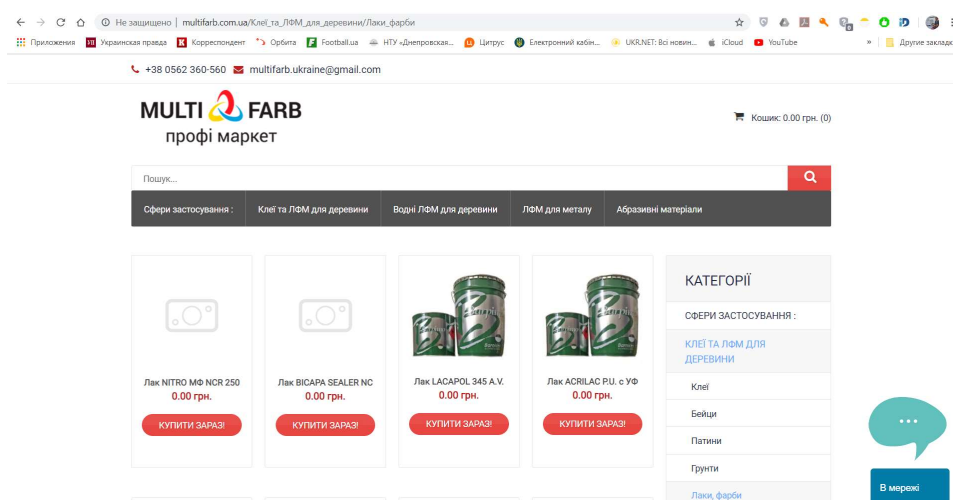 Не защищено | multifarb.com.ua/Клеї_та_ЛФМ_для_деревини/Лаки_фарби
Приложения УП Украинская правда К Корреспондент Орбита F Football.ua НТУ «Днепровская... Цитрус Електронний кабін... UKR.NET: Всі новин... iCloud YouTube » Другие закладк
+38 0562 360-560 multifarb.ukraine@gmail.com
MULTI FARB
профі маркет
Кошик: 0.00 грн. (0)
Пошук...
Сфери застосування : Клеї та ЛФМ для деревини Водні ЛФМ для деревини ЛФМ для металу Абразивні матеріали
КАТЕГОРІЇ
СФЕРИ ЗАСТОСУВАННЯ :
КЛЕЇ ТА ЛФМ ДЛЯ
ДЕРЕВИНИ
Лак NITRO МФ NCR 250 Лак BICAPA SEALER NC Лак LACAPOL 345 A.V. Лак ACRILAC P.U. с УФ
0.00 грн. 0.00 грн. 0.00 грн. 0.00 грн.
КУПИТИ ЗАРАЗ! КУПИТИ ЗАРАЗ! КУПИТИ ЗАРАЗ! КУПИТИ ЗАРАЗ!
Клеї
Бейци
Патини
Грунти
Лаки, фарби
В мережі